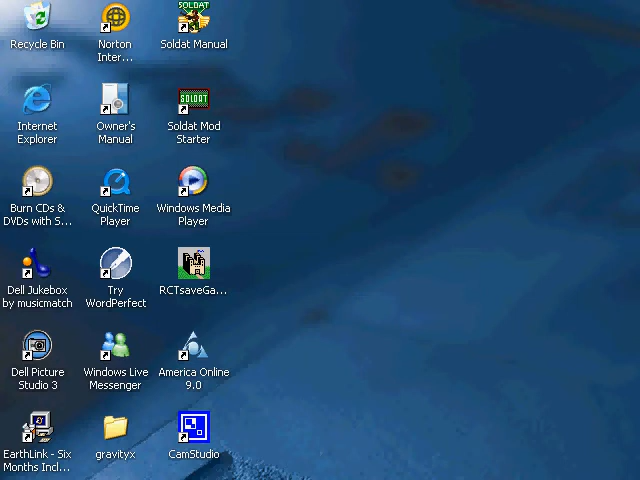 Recycle Bin
Norton
Inter...
SOLDAT
Soldat Manual
Internet
Explorer
Owner's
Manual
SOLDAT
Soldat Mod
Starter
Burn CDs &
DVDs with S...
QuickTime
Player
Windows Media
Player
Dell Jukebox
by musicmatch
Try
WordPerfect
RCTsaveGa...
Dell Picture
Studio 3
Windows Live
Messenger
America Online
9.0
EarthLink - Six
Months Incl...
gravityx
CamStudio